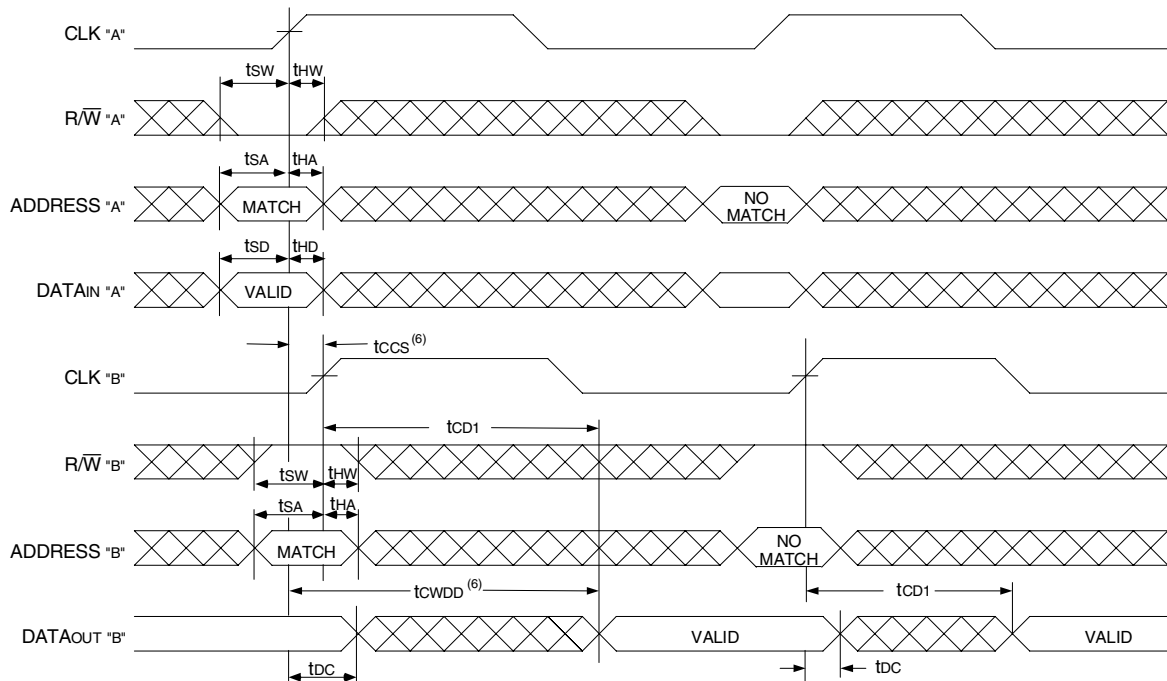 CLK "A"
tSW tHW
R/W̅ "A"
tSA tHA
ADDRESS "A" MATCH NO MATCH
tSD tHD
DATAIN "A" VALID
tCCS (6)
CLK "B"
tCD1
R/W̅ "B"
tSW tHW
tSA tHA
ADDRESS "B" MATCH NO MATCH
tCWDD (6) tCD1
DATAOUT "B" VALID VALID
tDC tDC